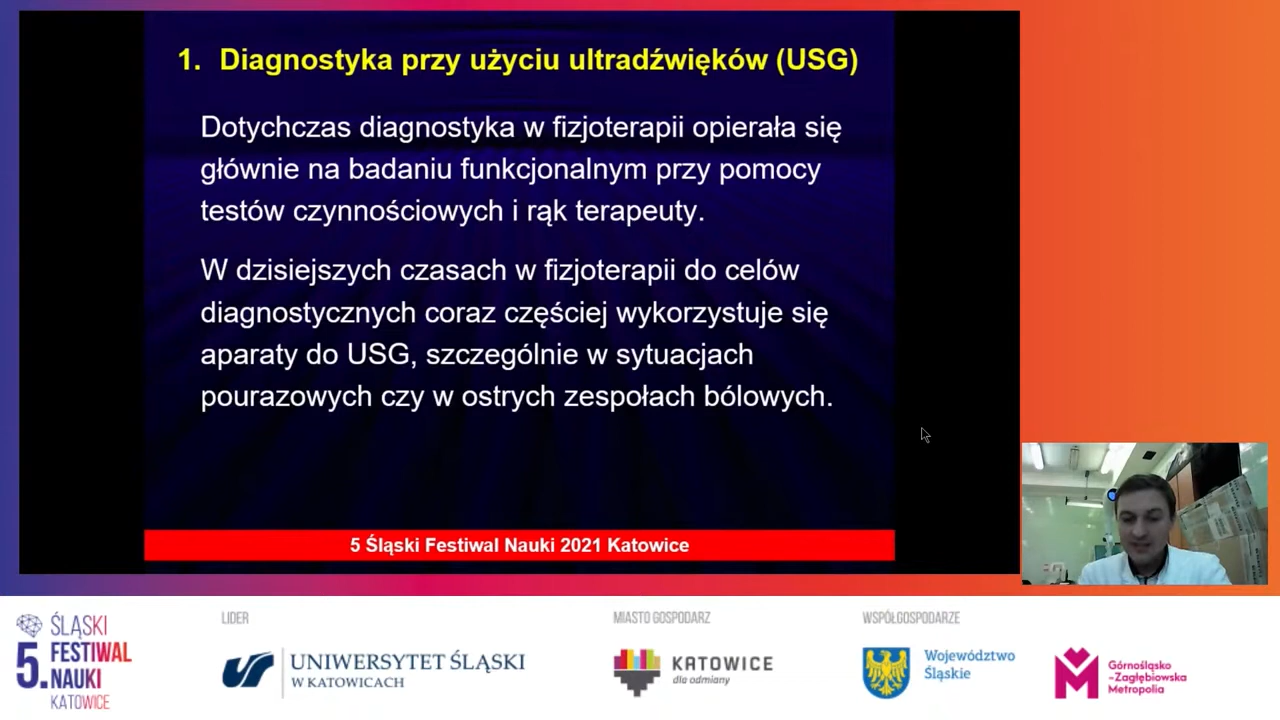 1. Diagnostyka przy użyciu ultradźwięków (USG)
Dotychczas diagnostyka w fizjoterapii opierała się
głównie na badaniu funkcjonalnym przy pomocy
testów czynnościowych i rąk terapeuty.
W dzisiejszych czasach w fizjoterapii do celów
diagnostycznych coraz częściej wykorzystuje się
aparaty do USG, szczególnie w sytuacjach
pourazowych czy w ostrych zespołach bólowych.
5 Śląski Festiwal Nauki 2021 Katowice
ŚLĄSKI
5. FESTIWAL
NAUKI
KATOWICE
LIDER
UNIWERSYTET ŚLĄSKI
W KATOWICACH
MIASTO GOSPODARZ
KATOWICE
dla odmiany
WSPÓŁGOSPODARZE
Województwo
Śląskie
Górnośląsko
-Zagłębiowska
Metropolia